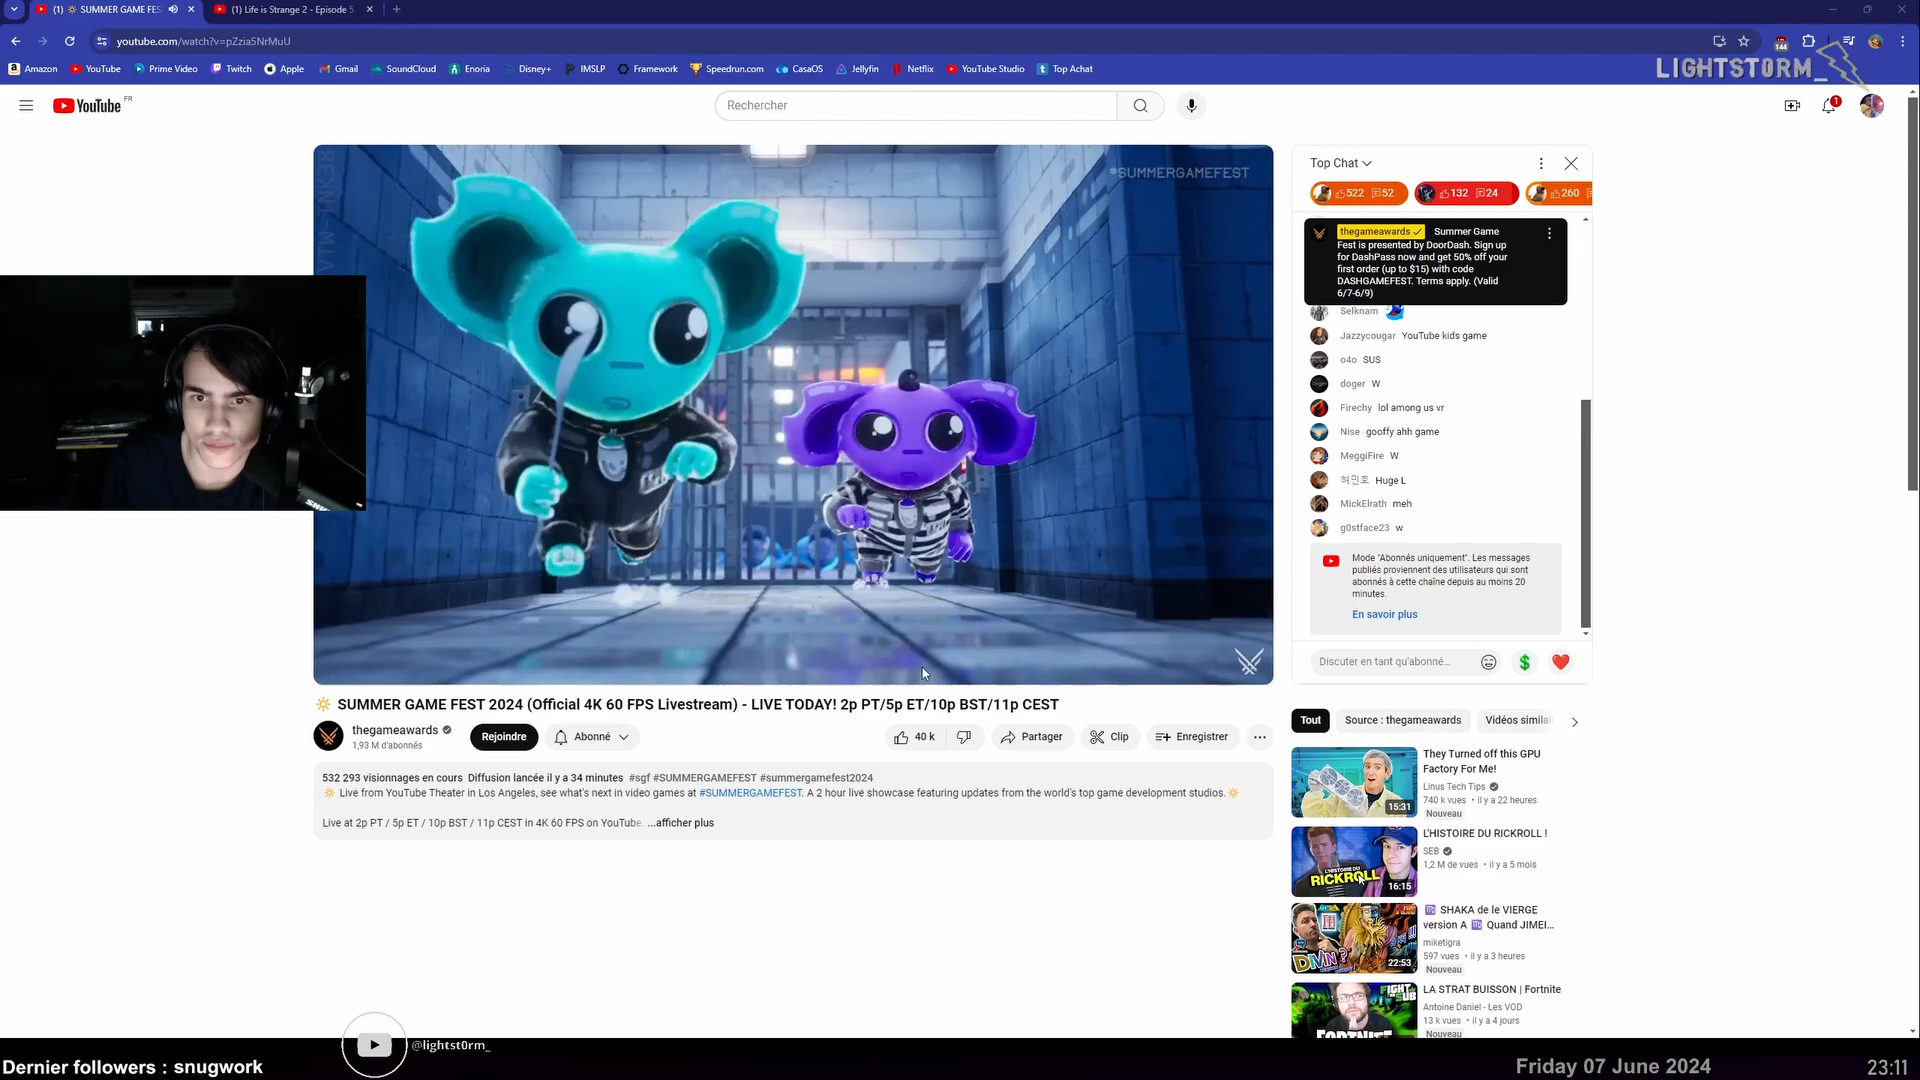 (1) 🔆 SUMMER GAME FES
(1) Life is Strange 2 - Episode 5
youtube.com/watch?v=pZzia5NrMuU
144
Amazon YouTube Prime Video Twitch Apple Gmail SoundCloud Enoria Disney+ IMSLP Framework Speedrun.com CasaOS Jellyfin Netflix YouTube Studio Top Achat
LIGHTST0RM_
YouTube FR
Rechercher
1
#SUMMERGAMEFEST
Top Chat
522 52 132 24 260
thegameawards Summer Game
Fest is presented by DoorDash. Sign up
for DashPass now and get 50% off your
first order (up to $15) with code
DASHGAMEFEST. Terms apply. (Valid
6/7-6/9)
Selknam
Jazzycougar YouTube kids game
o4o SUS
doger W
Firechy lol among us vr
Nise gooffy ahh game
MeggiFire W
허민호 Huge L
MickElrath meh
g0stface23 w
Mode "Abonnés uniquement". Les messages
publiés proviennent des utilisateurs qui sont
abonnés à cette chaîne depuis au moins 20
minutes.
En savoir plus
Discuter en tant qu'abonné...
🔆 SUMMER GAME FEST 2024 (Official 4K 60 FPS Livestream) - LIVE TODAY! 2p PT/5p ET/10p BST/11p CEST
thegameawards
1,93 M d'abonnés
Rejoindre
Abonné
40 k
Partager
Clip
Enregistrer
532 293 visionnages en cours Diffusion lancée il y a 34 minutes #sgf #SUMMERGAMEFEST #summergamefest2024
🔆 Live from YouTube Theater in Los Angeles, see what's next in video games at #SUMMERGAMEFEST. A 2 hour live showcase featuring updates from the world's top game development studios. 🔆
Live at 2p PT / 5p ET / 10p BST / 11p CEST in 4K 60 FPS on YouTube ...afficher plus
Tout Source : thegameawards Vidéos similai
They Turned off this GPU
Factory For Me!
Linus Tech Tips
740 k vues • il y a 22 heures
Nouveau
15:31
L'HISTOIRE DU RICKROLL !
SEB
1,2 M de vues • il y a 5 mois
L'HISTOIRE DU
RICKROLL
16:15
♍ SHAKA de le VIERGE
version A ♍ Quand JIMEI...
miketigra
597 vues • il y a 3 heures
Nouveau
DIVIN ?
22:53
LA STRAT BUISSON | Fortnite
Antoine Daniel - Les VOD
13 k vues • il y a 4 jours
Nouveau
@lightst0rm_
Dernier followers : snugwork
Friday 07 June 2024
23:11